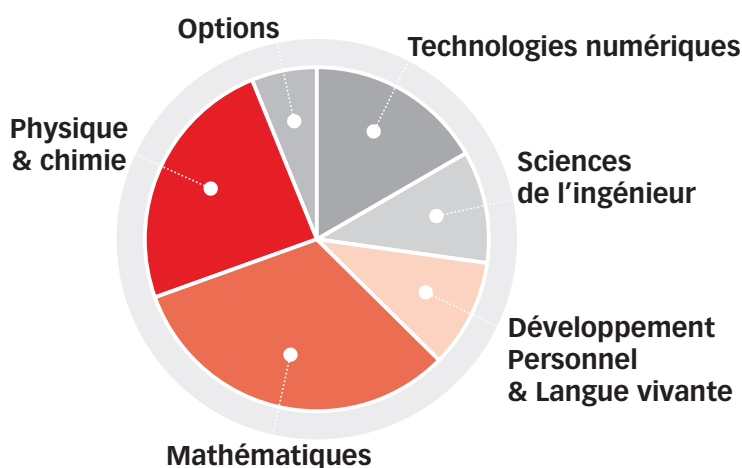 Options
Technologies numériques
Physique
& chimie
Sciences
de l'ingénieur
Développement
Personnel
& Langue vivante
Mathématiques